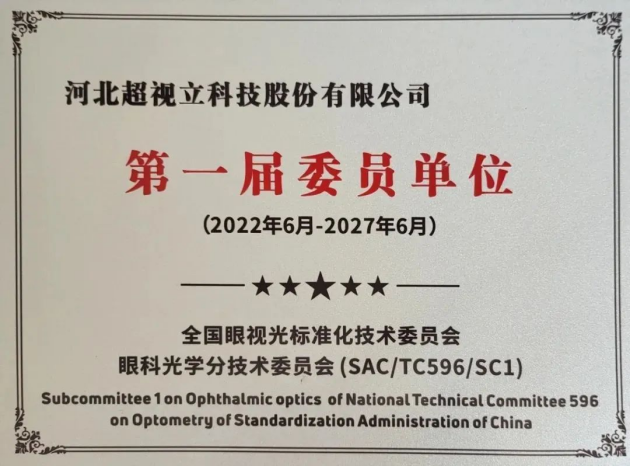 河北超视立科技股份有限公司
第一届委员单位
（2022年6月-2027年6月）
全国眼视光标准化技术委员会
眼科光学分技术委员会 (SAC/TC596/SC1)
Subcommittee 1 on Ophthalmic optics of National Technical Committee 596
on Optometry of Standardization Administration of China